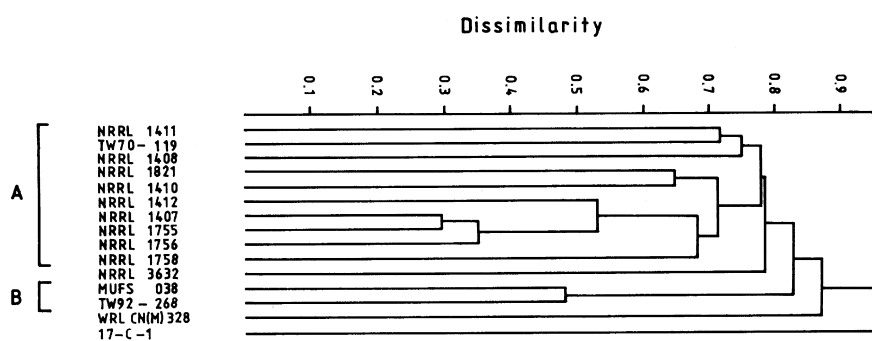 Dissimilarity
0.1 0.2 0.3 0.4 0.5 0.6 0.7 0.8 0.9
NRRL 1411
TW70- 119
NRRL 1408
NRRL 1821
A
NRRL 1410
NRRL 1412
NRRL 1407
NRRL 1755
NRRL 1756
NRRL 1758
NRRL 3632
MUFS 038
B
TW92- 268
WRL CN(M) 328
17-C-1